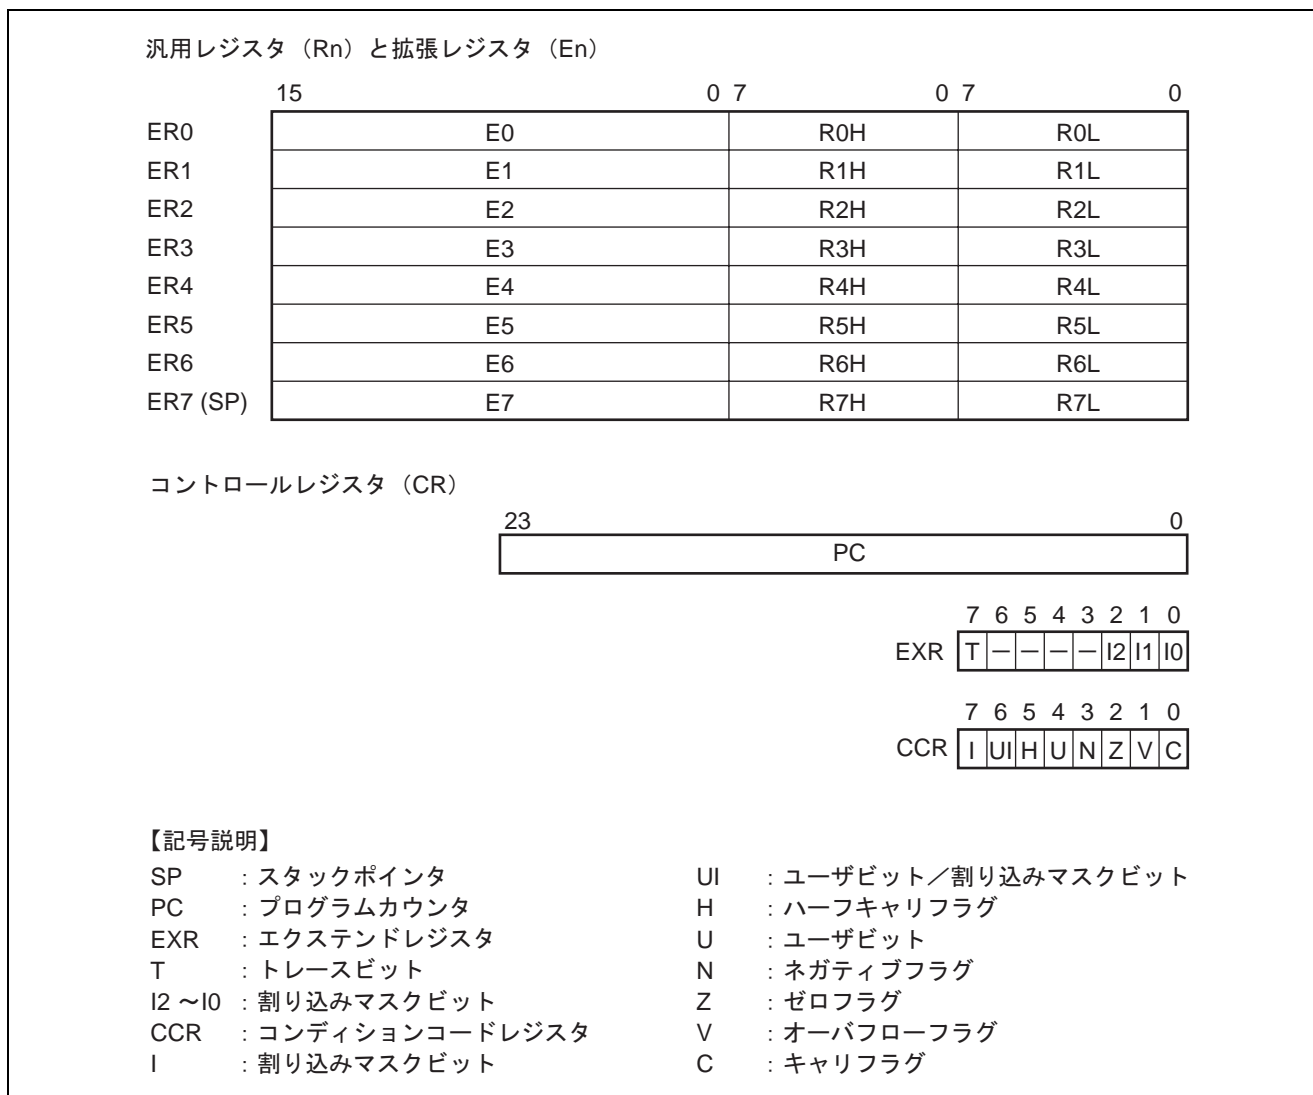 汎用レジスタ（Rn）と拡張レジスタ（En）
15 0 7 0 7 0
ER0 E0 R0H R0L
ER1 E1 R1H R1L
ER2 E2 R2H R2L
ER3 E3 R3H R3L
ER4 E4 R4H R4L
ER5 E5 R5H R5L
ER6 E6 R6H R6L
ER7 (SP) E7 R7H R7L
コントロールレジスタ（CR）
23 0
PC
7 6 5 4 3 2 1 0
EXR T － － － － I2 I1 I0
7 6 5 4 3 2 1 0
CCR I UI H U N Z V C
【記号説明】
SP ：スタックポインタ
PC ：プログラムカウンタ
EXR ：エクステンドレジスタ
T ：トレースビット
I2 ～I0 ：割り込みマスクビット
CCR ：コンディションコードレジスタ
I ：割り込みマスクビット
UI ：ユーザビット／割り込みマスクビット
H ：ハーフキャリフラグ
U ：ユーザビット
N ：ネガティブフラグ
Z ：ゼロフラグ
V ：オーバフローフラグ
C ：キャリフラグ